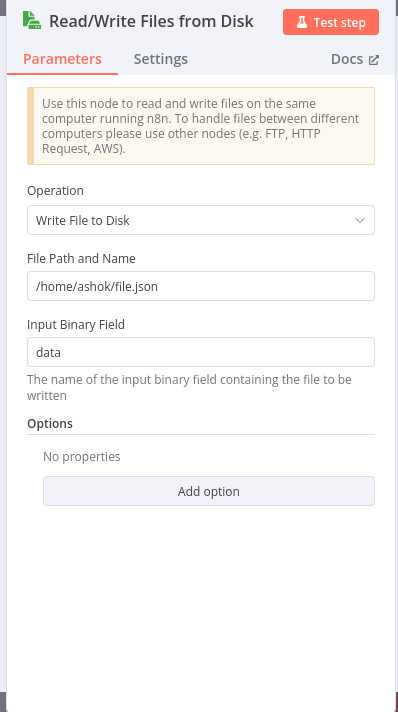 Read/Write Files from Disk
Test step
Parameters
Settings
Docs
Use this node to read and write files on the same
computer running n8n. To handle files between different
computers please use other nodes (e.g. FTP, HTTP
Request, AWS).
Operation
Write File to Disk
File Path and Name
/home/ashok/file.json
Input Binary Field
data
The name of the input binary field containing the file to be
written
Options
No properties
Add option